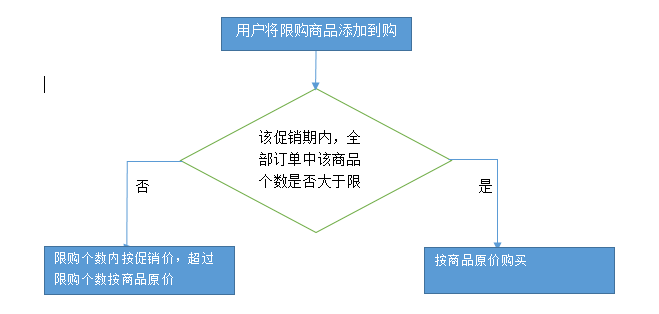 用户将限购商品添加到购
该促销期内，全
部订单中该商品
个数是否大于限
否
是
限购个数内按促销价，超过
限购个数按商品原价
按商品原价购买